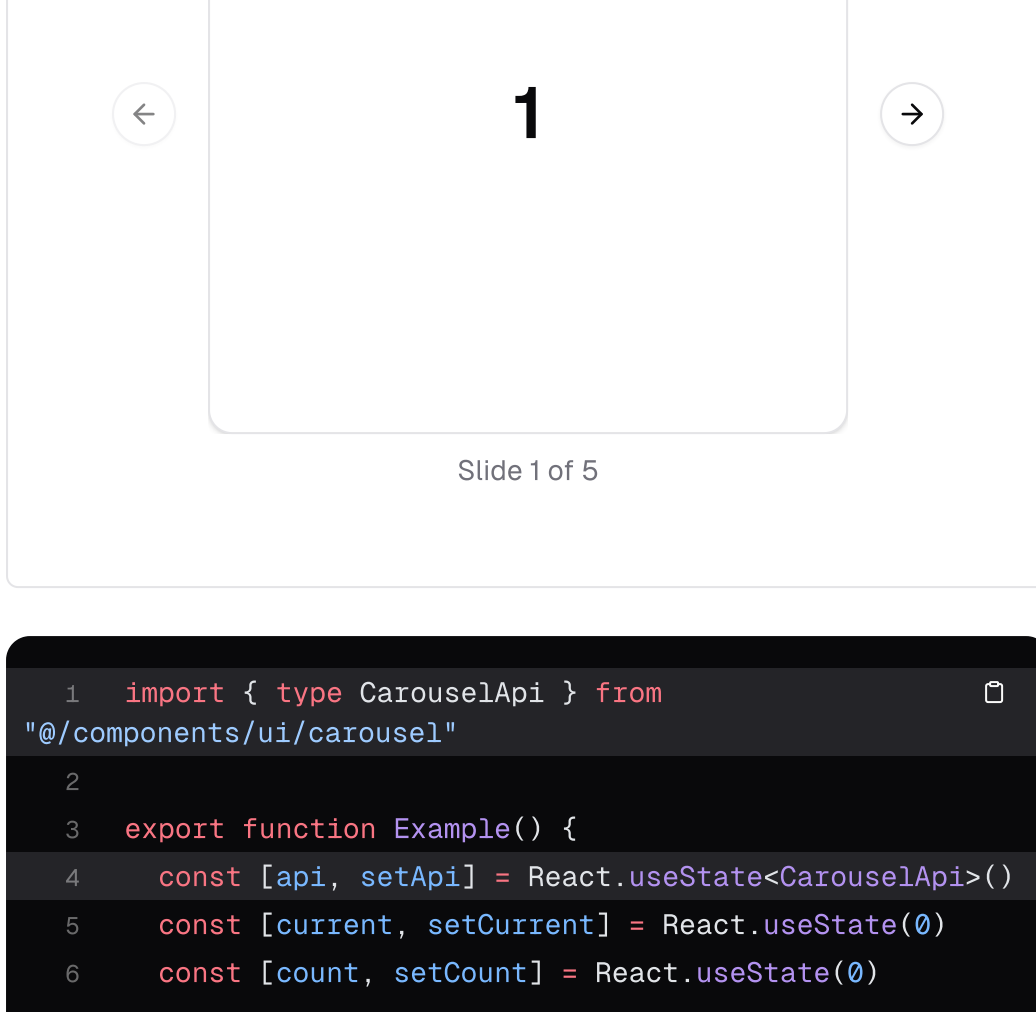 1
Slide 1 of 5
1 import { type CarouselApi } from
"@/components/ui/carousel"
2
3 export function Example() {
4 const [api, setApi] = React.useState<CarouselApi>()
5 const [current, setCurrent] = React.useState(0)
6 const [count, setCount] = React.useState(0)